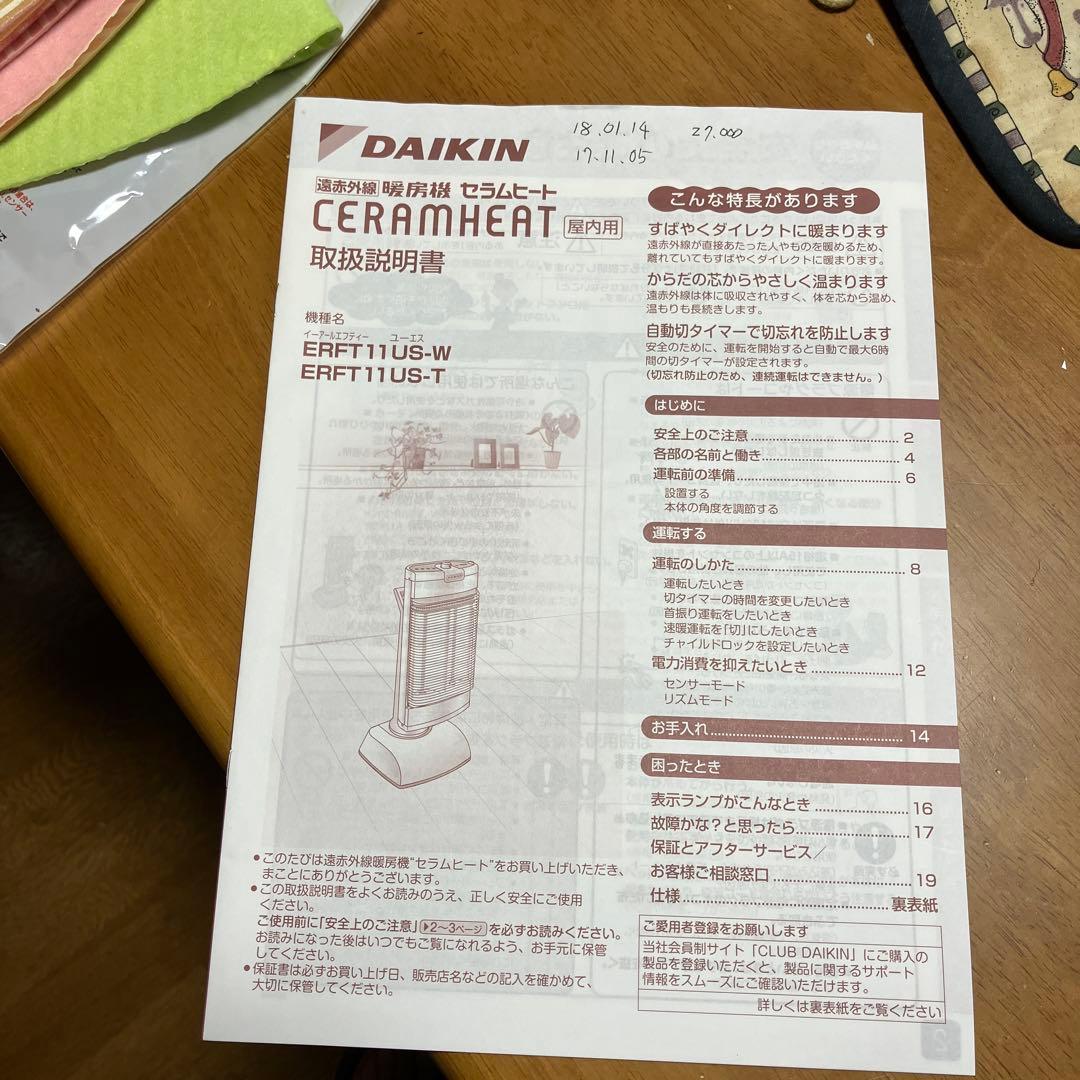 18.01.14 27.000
17.11.05
DAIKIN
遠赤外線 暖房機 セラムヒート
CERAMHEAT 屋内用
取扱説明書
機種名
イーアールエフティー ユーエス
ERFT11US-W
ERFT11US-T
●このたびは遠赤外線暖房機“セラムヒート”をお買い上げいただき、
まことにありがとうございます。
●この取扱説明書をよくお読みのうえ、正しく安全にご使用
ください。
ご使用前に「安全上のご注意」 ▶2~3ページ を必ずお読みください。
お読みになった後はいつでもご覧になれるよう、お手元に保管
してください。
●保証書は必ずお買い上げ日、販売店名などの記入を確かめて、
大切に保管してください。
こんな特長があります
すばやくダイレクトに暖まります
遠赤外線が直接あたった人やものを暖めるため、
離れていてもすばやくダイレクトに暖まります。
からだの芯からやさしく温まります
遠赤外線は体に吸収されやすく、体を芯から温め、
温もりも長続きします。
自動切タイマーで切忘れを防止します
安全のために、運転を開始すると自動で最大6時
間の切タイマーが設定されます。
(切忘れ防止のため、連続運転はできません。)
はじめに
安全上のご注意 2
各部の名前と働き 4
運転前の準備 6
設置する
本体の角度を調節する
運転する
運転のしかた 8
運転したいとき
切タイマーの時間を変更したいとき
首振り運転をしたいとき
速暖運転を「切」にしたいとき
チャイルドロックを設定したいとき
電力消費を抑えたいとき 12
センサーモード
リズムモード
お手入れ 14
困ったとき
表示ランプがこんなとき 16
故障かな?と思ったら 17
保証とアフターサービス/
お客様ご相談窓口 19
仕様 裏表紙
ご愛用者登録をお願いします
当社会員制サイト「CLUB DAIKIN」にご購入の
製品を登録いただくと、製品に関するサポート
情報をスムーズにご確認いただけます。
詳しくは裏表紙をご覧ください